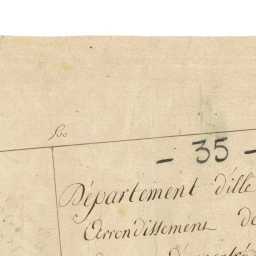 - 35 -
Département d'ille
Arrondissement de